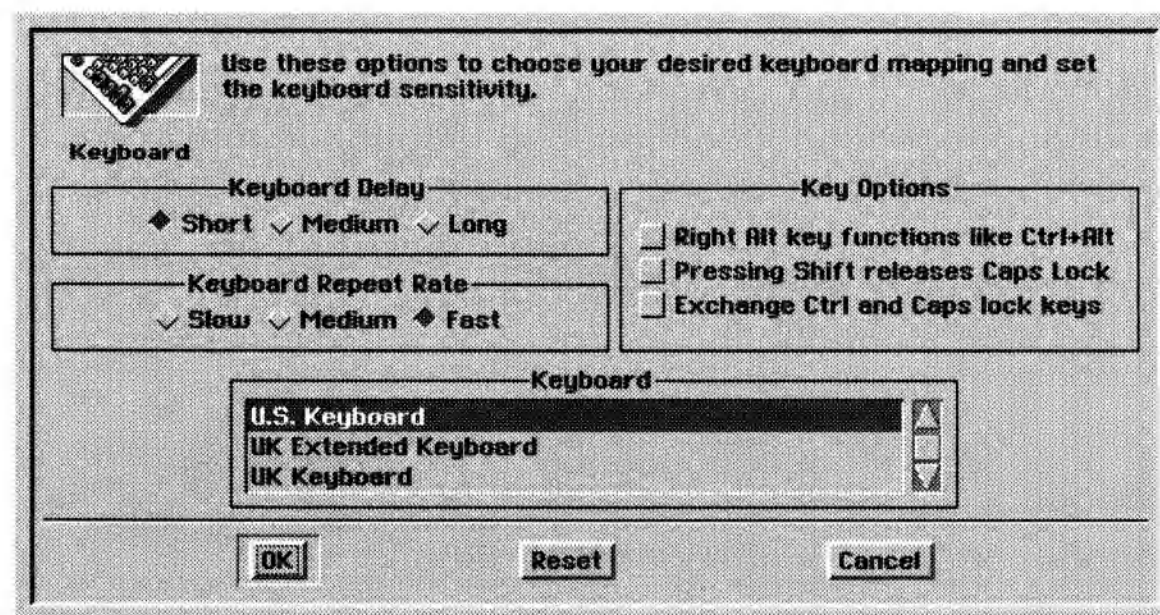 Use these options to choose your desired keyboard mapping and set
the keyboard sensitivity.
Keyboard
Keyboard Delay
Short Medium Long
Keyboard Repeat Rate
Slow Medium Fast
Key Options
Right Alt key functions like Ctrl+Alt
Pressing Shift releases Caps Lock
Exchange Ctrl and Caps lock keys
Keyboard
U.S. Keyboard
UK Extended Keyboard
UK Keyboard
OK Reset Cancel